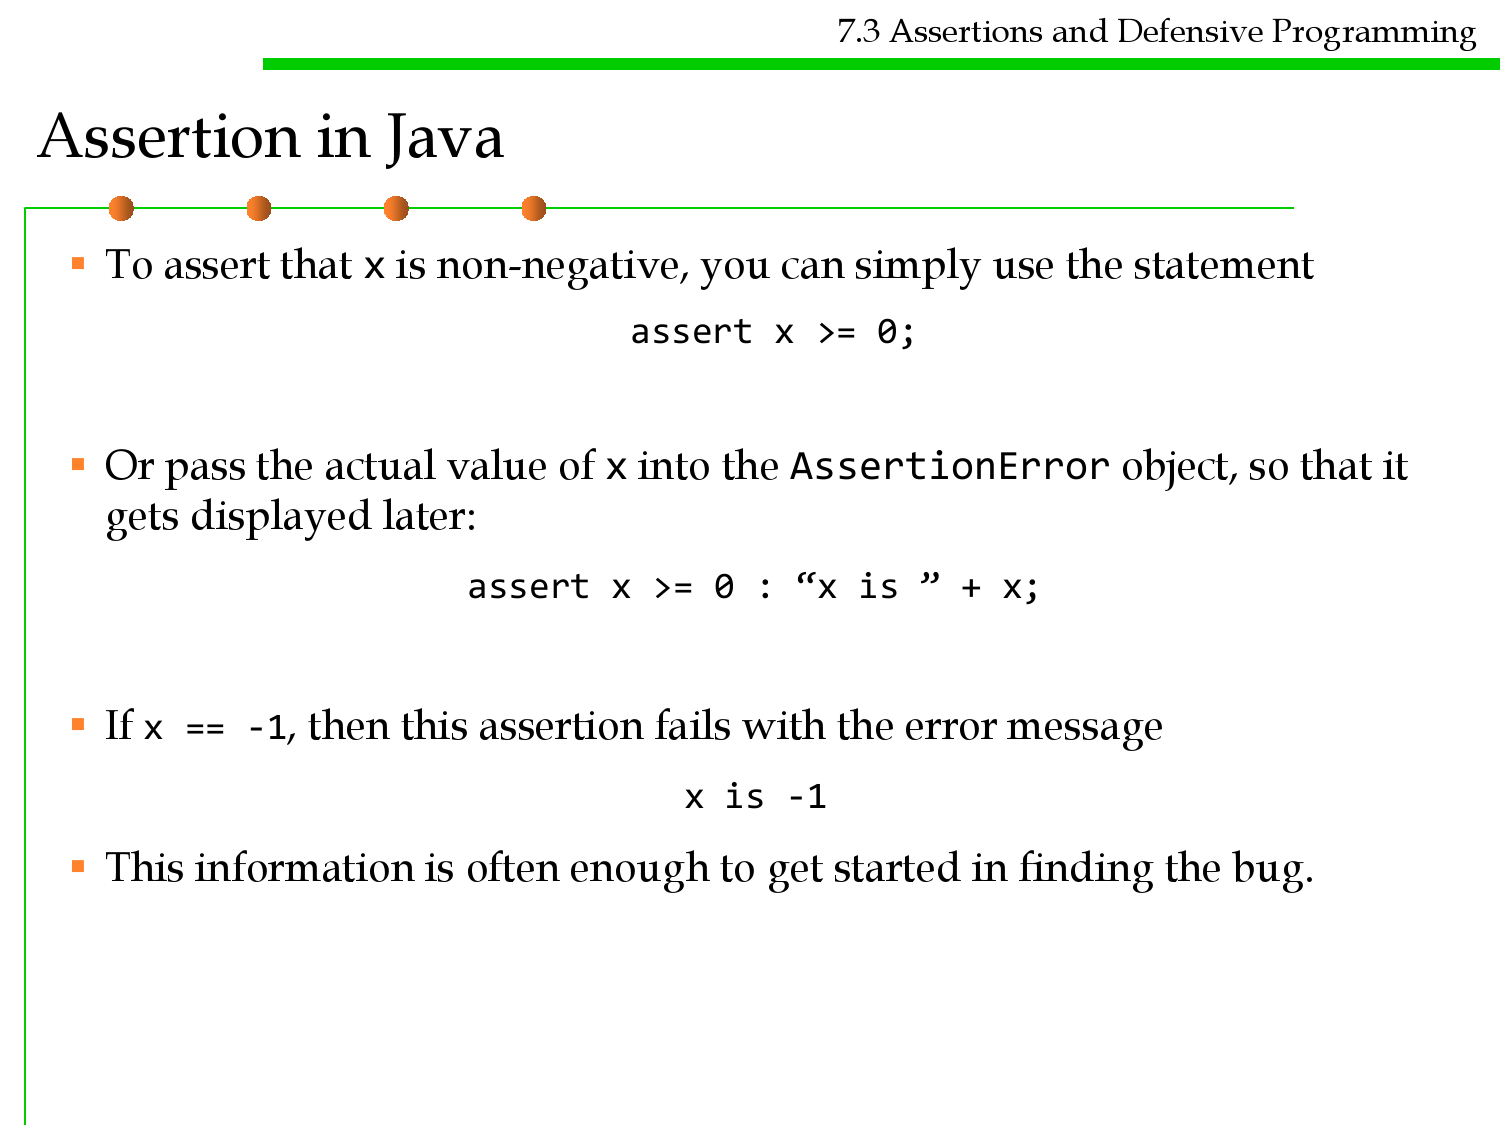 7.3 Assertions and Defensive Programming
Assertion in Java
▪ To assert that x is non-negative, you can simply use the statement
assert x >= 0;
▪ Or pass the actual value of x into the AssertionError object, so that it
gets displayed later:
assert x >= 0 : “x is ” + x;
▪ If x == -1, then this assertion fails with the error message
x is -1
▪ This information is often enough to get started in finding the bug.